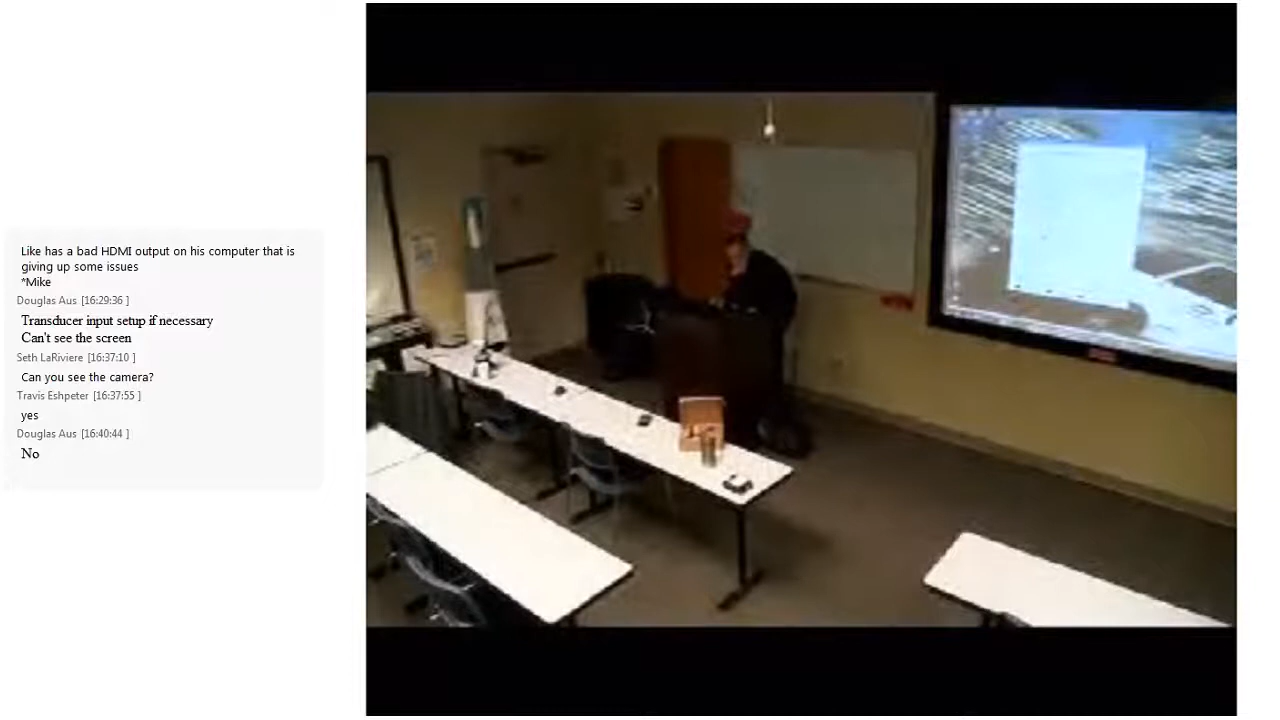 Like has a bad HDMI output on his computer that is
giving up some issues
*Mike
Douglas Aus [16:29:36 ]
Transducer input setup if necessary
Can't see the screen
Seth LaRiviere [16:37:10 ]
Can you see the camera?
Travis Eshpeter [16:37:55 ]
yes
Douglas Aus [16:40:44 ]
No